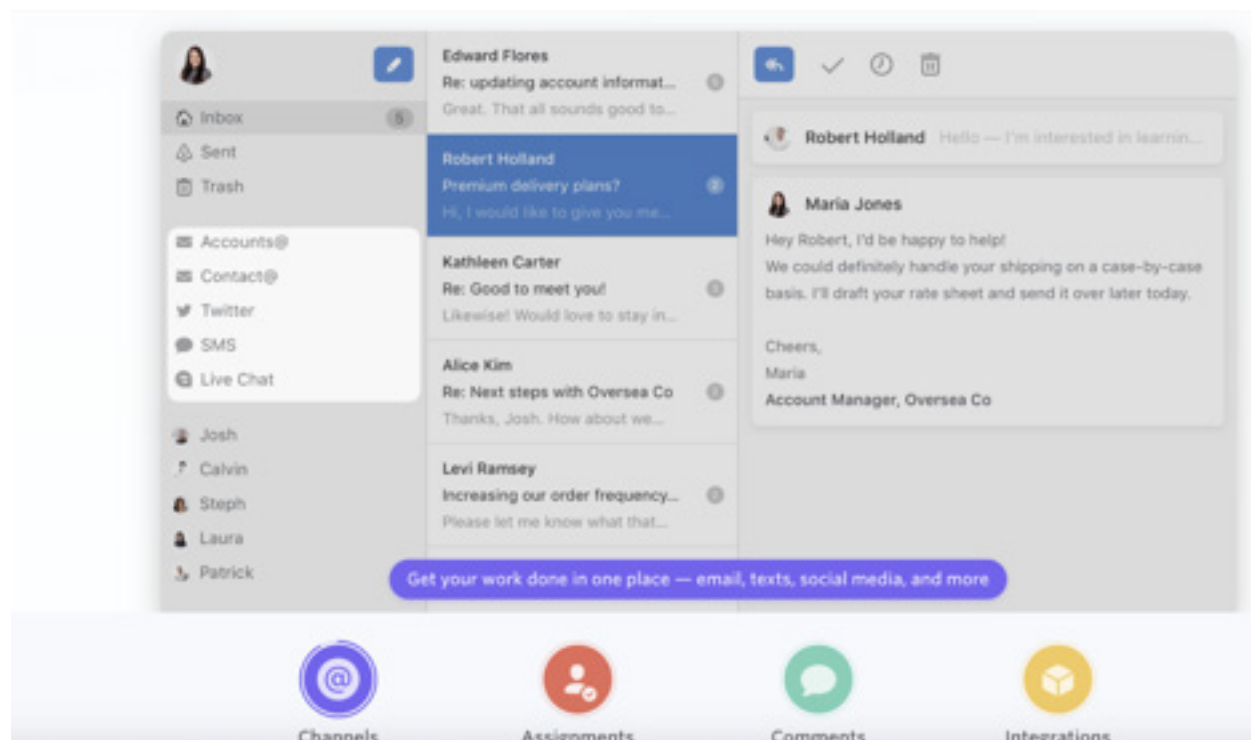 Inbox 5
Sent
Trash
Accounts@
Contact@
Twitter
SMS
Live Chat
Josh
Calvin
Steph
Laura
Patrick
Edward Flores
Re: updating account informat...
Great. That all sounds good to...
Robert Holland
Premium delivery plans?
2
Hi, I would like to give you me...
Kathleen Carter
Re: Good to meet you!
Likewise! Would love to stay in...
Alice Kim
Re: Next steps with Oversea Co
Thanks, Josh. How about we...
Levi Ramsey
Increasing our order frequency...
Please let me know what that...
Robert Holland Hello — I'm interested in learnin...
Maria Jones
Hey Robert, I'd be happy to help!
We could definitely handle your shipping on a case-by-case
basis. I'll draft your rate sheet and send it over later today.
Cheers,
Maria
Account Manager, Oversea Co
Get your work done in one place — email, texts, social media, and more
Channels
Assignments
Comments
Integrations